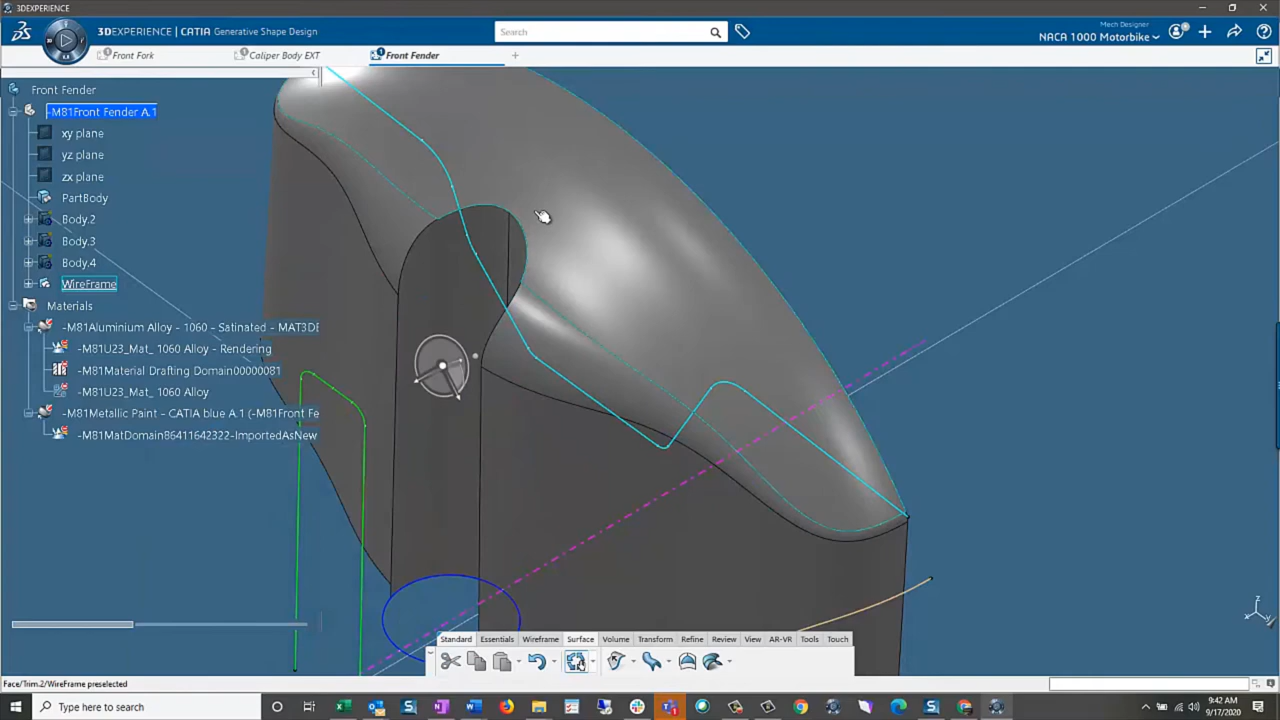 3DEXPERIENCE
3DEXPERIENCE | CATIA Generative Shape Design
Search
Mech Designer
NACA 1000 Motorbike
Front Fork
Caliper Body EXT
Front Fender
Front Fender
-M81Front Fender A.1
xy plane
yz plane
zx plane
PartBody
Body.2
Body.3
Body.4
WireFrame
Materials
-M81Aluminium Alloy - 1060 - Satinated - MAT3DE
-M81U23_Mat_ 1060 Alloy - Rendering
-M81Material Drafting Domain00000081
-M81U23_Mat_ 1060 Alloy
-M81Metallic Paint - CATIA blue A.1 (-M81Front Fe
-M81MatDomain86411642322-ImportedAsNew
z
Standard Essentials Wireframe Surface Volume Transform Refine Review View AR-VR Tools Touch
Face/Trim.2/WireFrame preselected
Type here to search
9:42 AM
9/17/2020